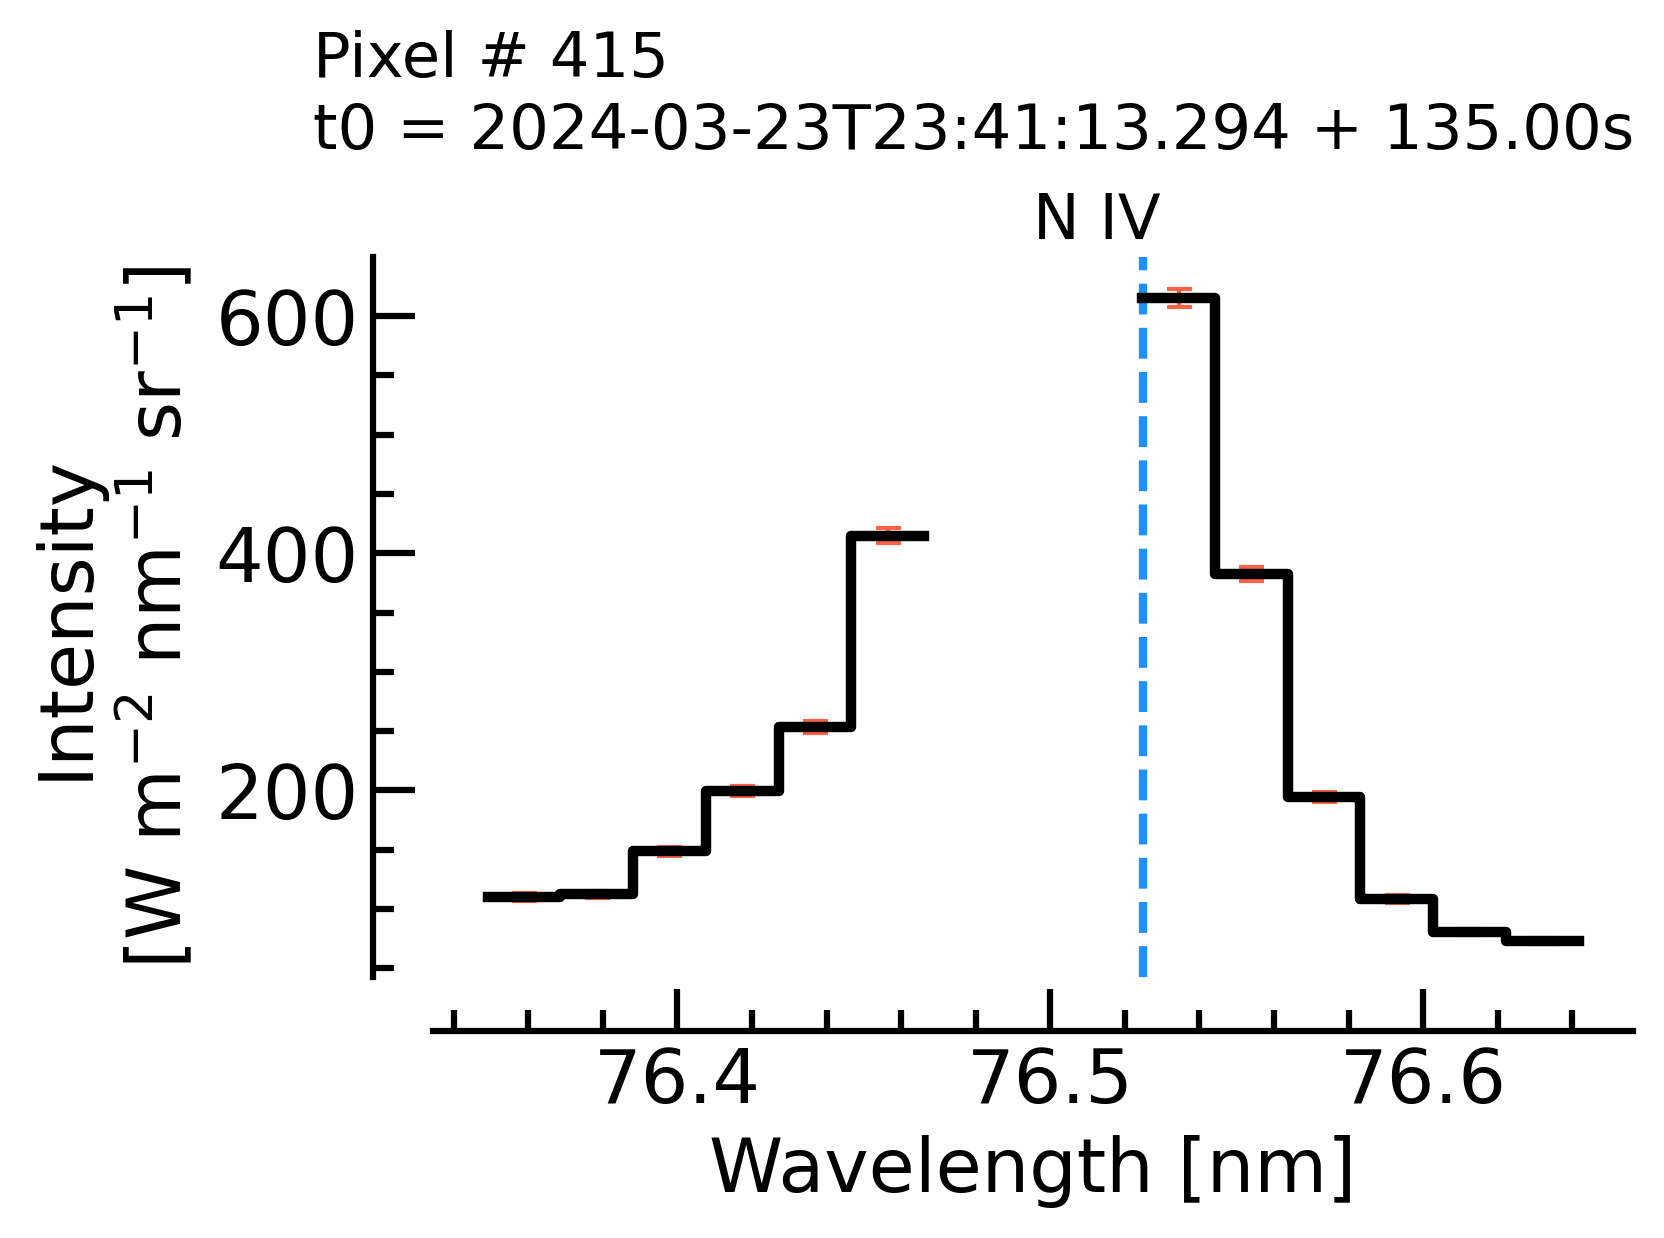 Pixel # 415
t0 = 2024-03-23T23:41:13.294 + 135.00s
N IV
Intensity
[W m⁻² nm⁻¹ sr⁻¹]
600
400
200
76.4 76.5 76.6
Wavelength [nm]